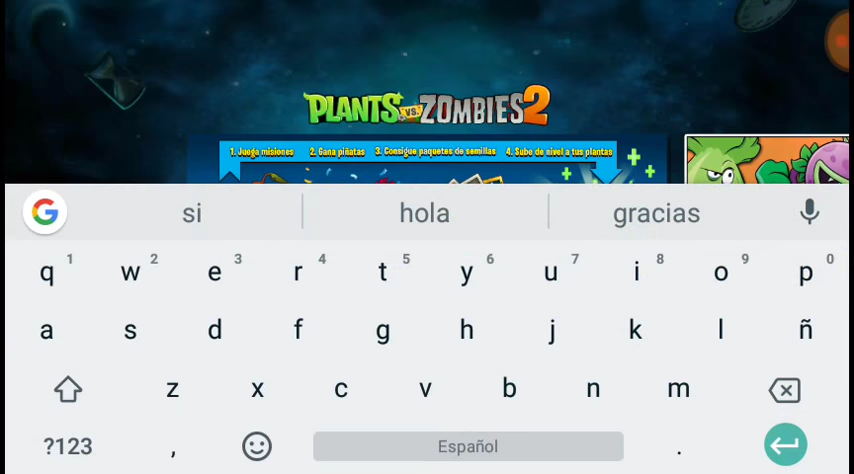 PLANTS VS. ZOMBIES 2
1. Juega misiones 2. Gana piñatas 3. Consigue paquetes de semillas 4. Sube de nivel a tus plantas
si hola gracias
q 1 w 2 e 3 r 4 t 5 y 6 u 7 i 8 o 9 p 0
a s d f g h j k l ñ
z x c v b n m
?123 , Español .